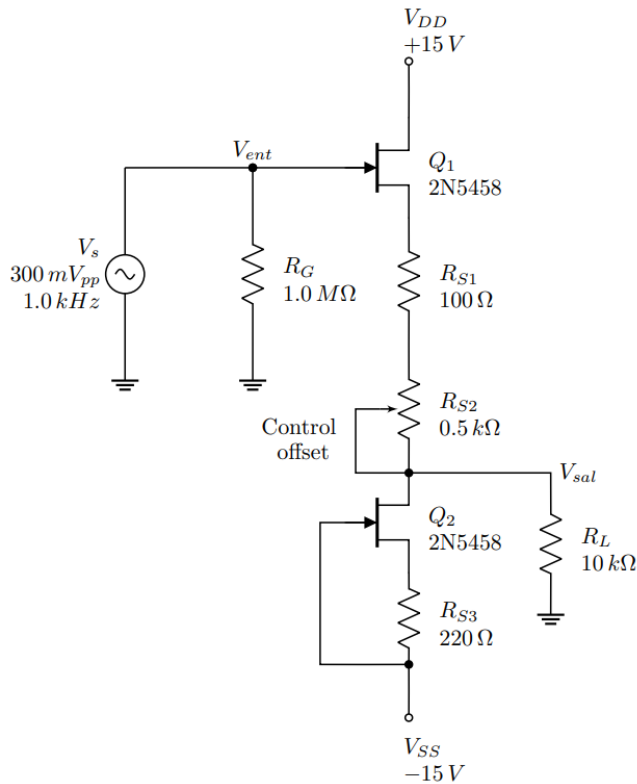 V_DD
+15 V
V_ent
Q_1
2N5458
V_s
300 mV_pp
1.0 kHz
R_G
1.0 MΩ
R_S1
100 Ω
R_S2
0.5 kΩ
Control
offset
V_sal
Q_2
2N5458
R_L
10 kΩ
R_S3
220 Ω
V_SS
−15 V